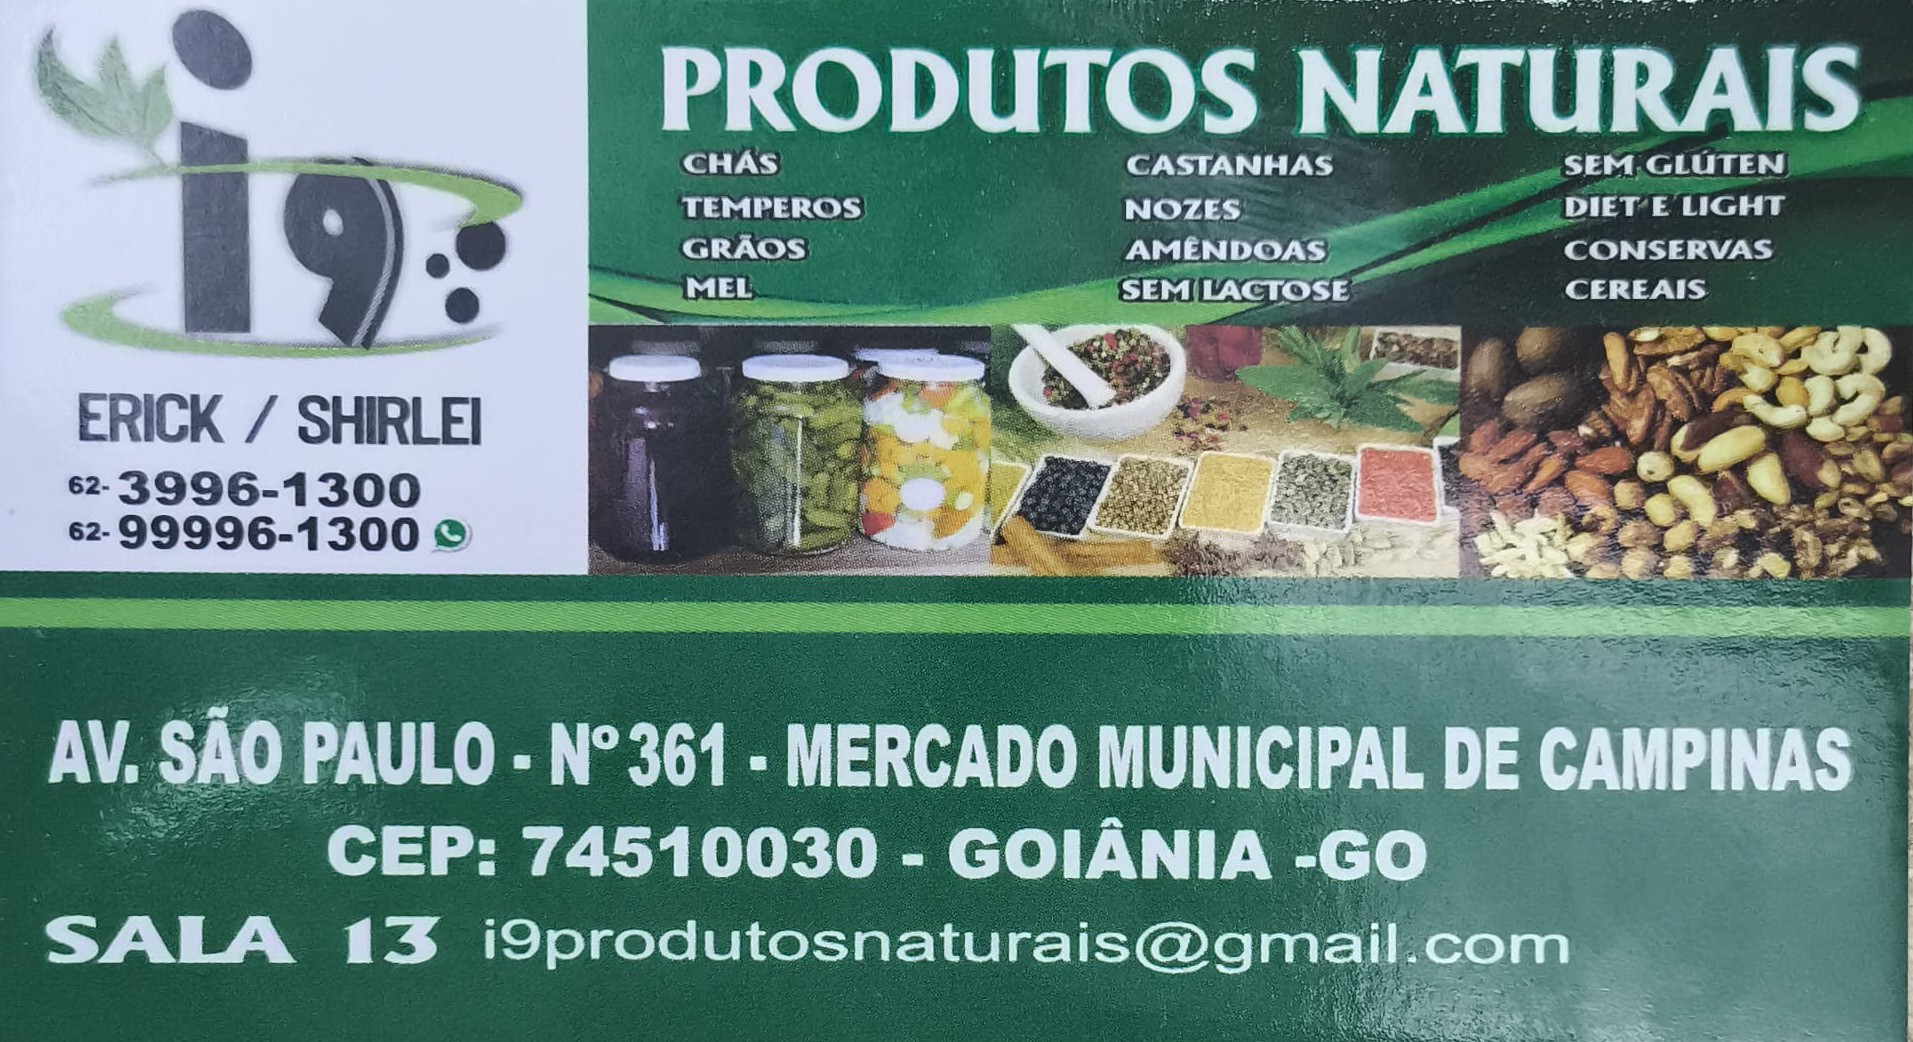 i9
ERICK / SHIRLEI
62- 3996-1300
62- 99996-1300
PRODUTOS NATURAIS
CHÁS
TEMPEROS
GRÃOS
MEL
CASTANHAS
NOZES
AMÊNDOAS
SEM LACTOSE
SEM GLÚTEN
DIET E LIGHT
CONSERVAS
CEREAIS
AV. SÃO PAULO - Nº 361 - MERCADO MUNICIPAL DE CAMPINAS
CEP: 74510030 - GOIÂNIA -GO
SALA 13 i9produtosnaturais@gmail.com